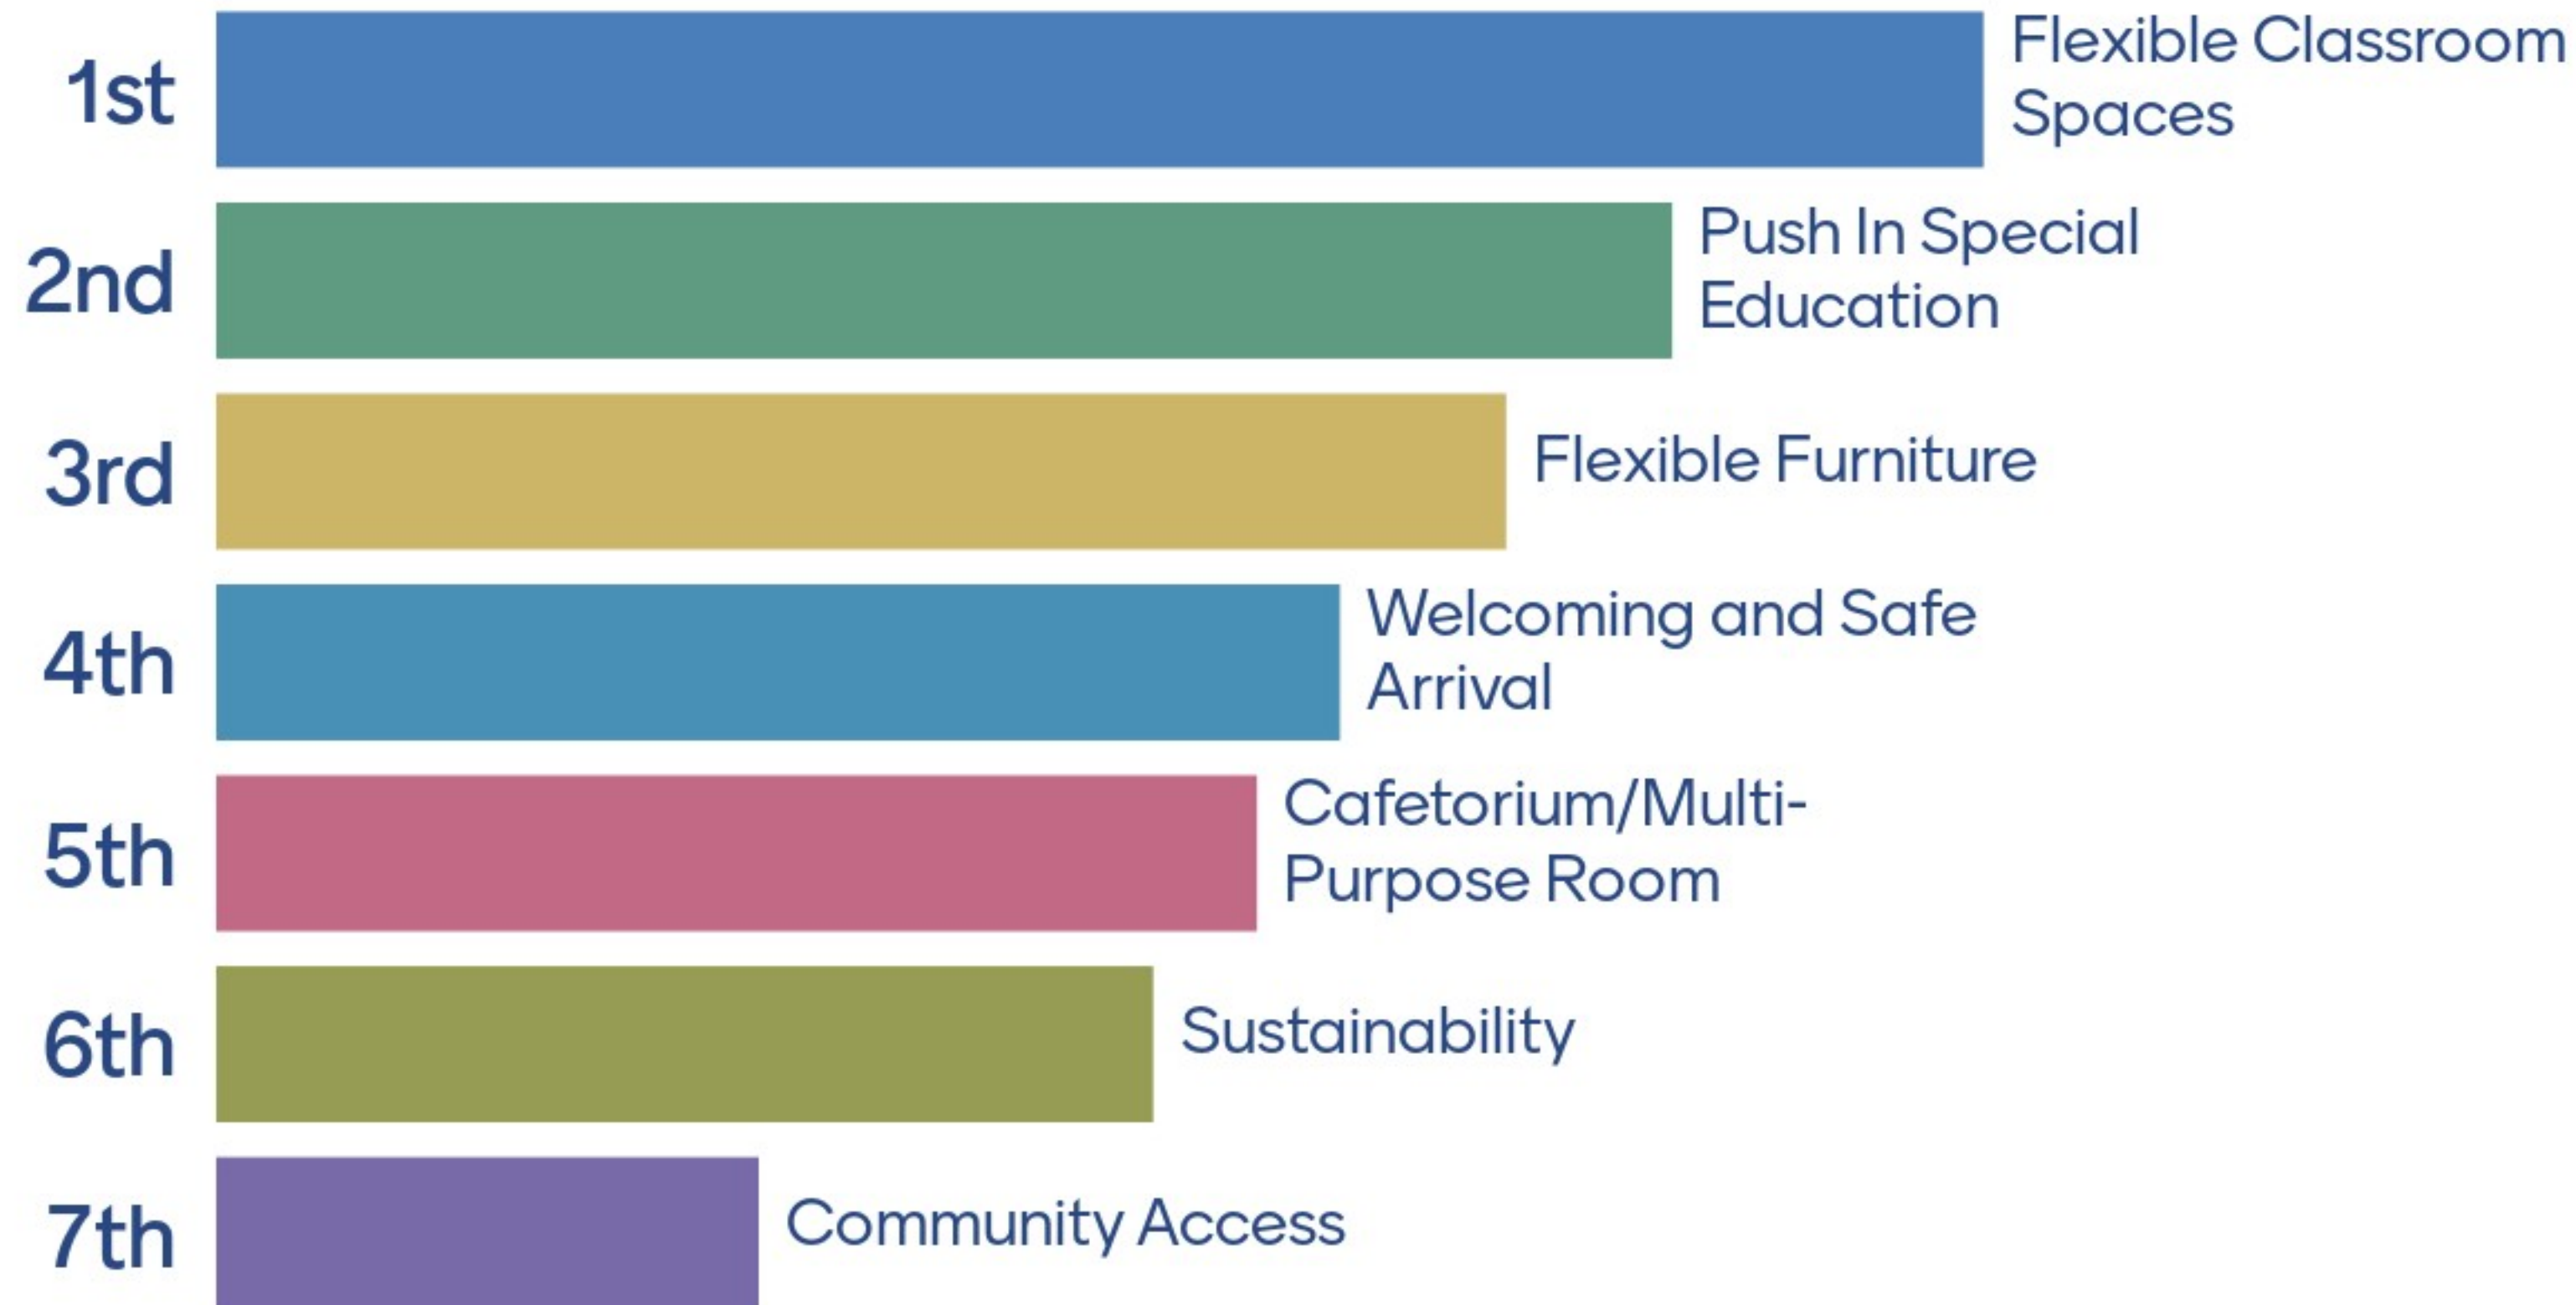 1st
Flexible Classroom
Spaces
2nd
Push In Special
Education
3rd
Flexible Furniture
4th
Welcoming and Safe
Arrival
5th
Cafetorium/Multi-
Purpose Room
6th
Sustainability
7th
Community Access